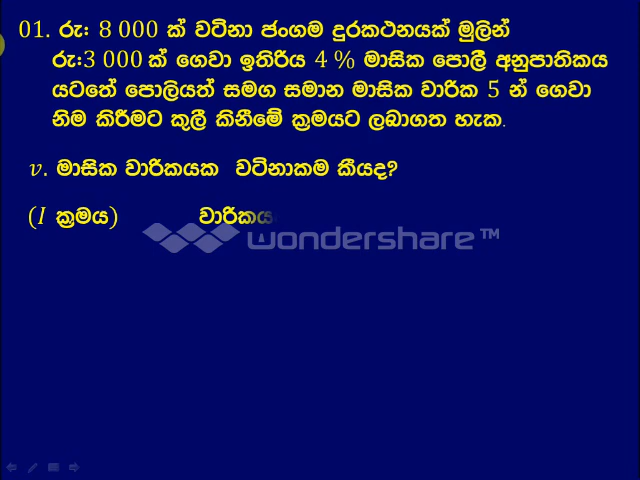 01. රු: 8 000 ක් වටිනා ජංගම දුරකථනයක් මුලින්
රු:3 000 ක් ගෙවා ඉතිරිය 4 % මාසික පොලී අනුපාතිකය
යටතේ පොලියත් සමග සමාන මාසික වාරික 5 න් ගෙවා
නිම කිරීමට කුලී කිනීමේ ක්‍රමයට ලබාගත හැක.
v. මාසික වාරිකයක වටිනාකම කීයද?
(I ක්‍රමය) වාරිකය
wondershare™